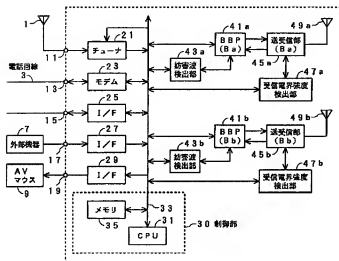 1
11
21
チューナ
電話回線
3
13
23
モデム
15
25
I/F
外部機器
7
17
27
I/F
AV
マウス
9
19
29
I/F
メモリ
35
33
CPU
31
30 制御部
41a
BBP
(Ba)
43a
妨害波
検出部
送受信部
(Ba)
45a
49a
47a
受信電界強度
検出部
41b
BBP
(Bb)
43b
妨害波
検出部
送受信部
(Bb)
45b
49b
47b
受信電界強度
検出部